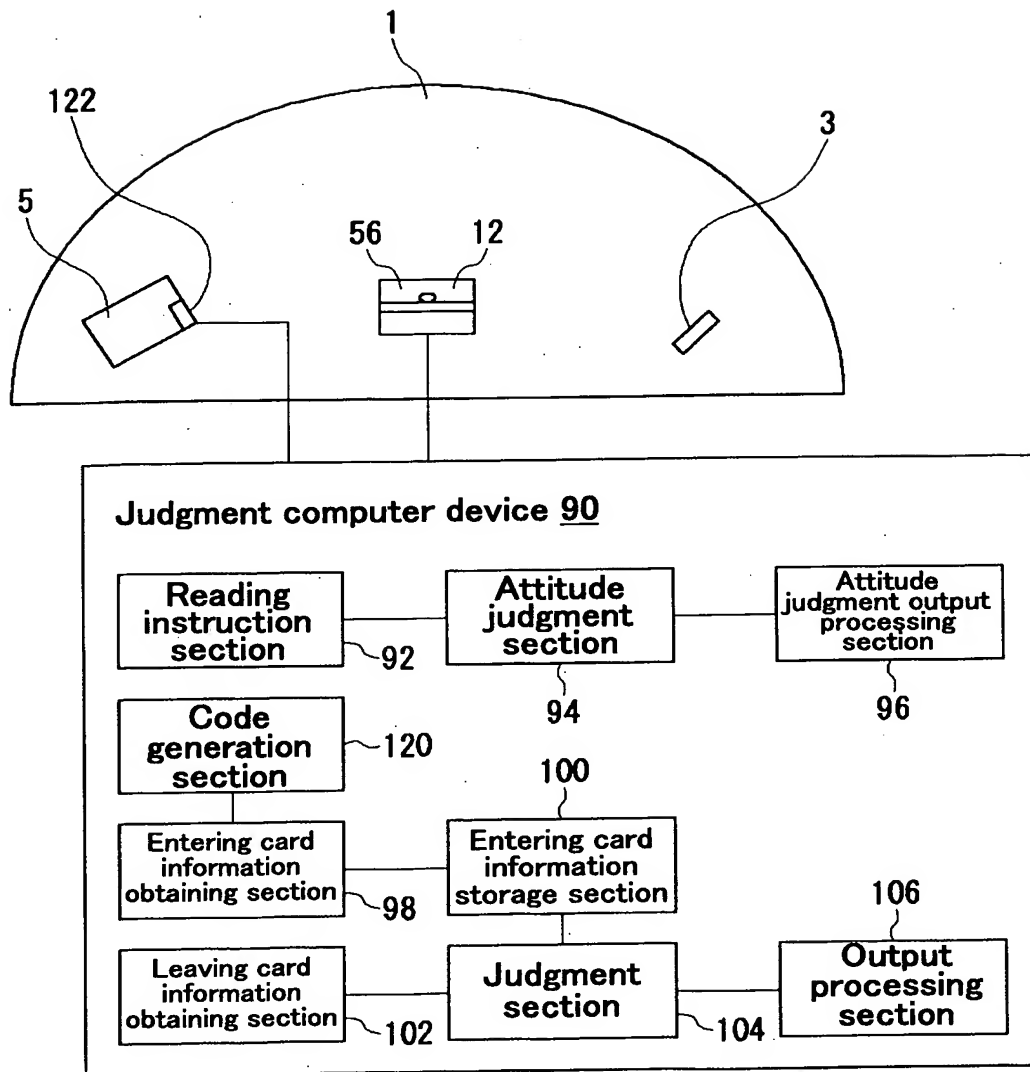 1
122
3
5
56
12
Judgment computer device 90
Reading
instruction
section
92
Attitude
judgment
section
94
Attitude
judgment output
processing
section
96
Code
generation
section
120
100
Entering card
information
obtaining section
98
Entering card
information
storage section
106
Leaving card
information
obtaining section
102
Judgment
section
104
Output
processing
section